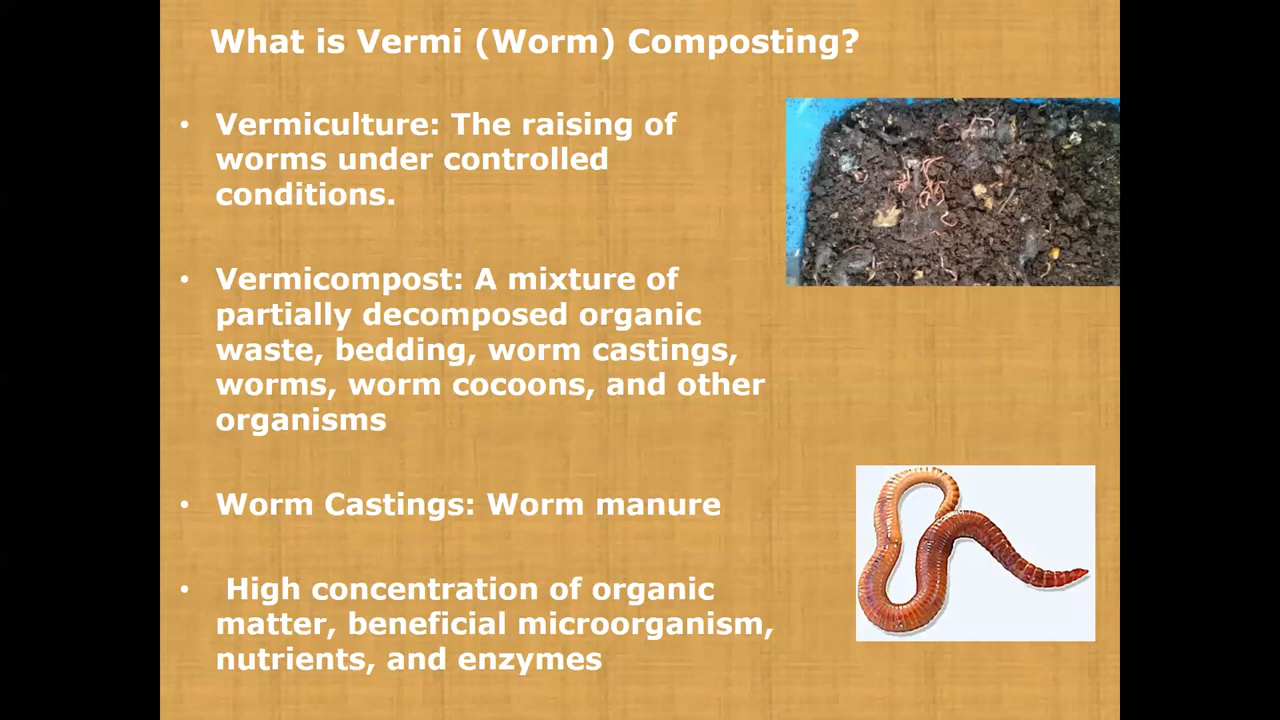 What is Vermi (Worm) Composting?
• Vermiculture: The raising of
worms under controlled
conditions.
• Vermicompost: A mixture of
partially decomposed organic
waste, bedding, worm castings,
worms, worm cocoons, and other
organisms
• Worm Castings: Worm manure
• High concentration of organic
matter, beneficial microorganism,
nutrients, and enzymes